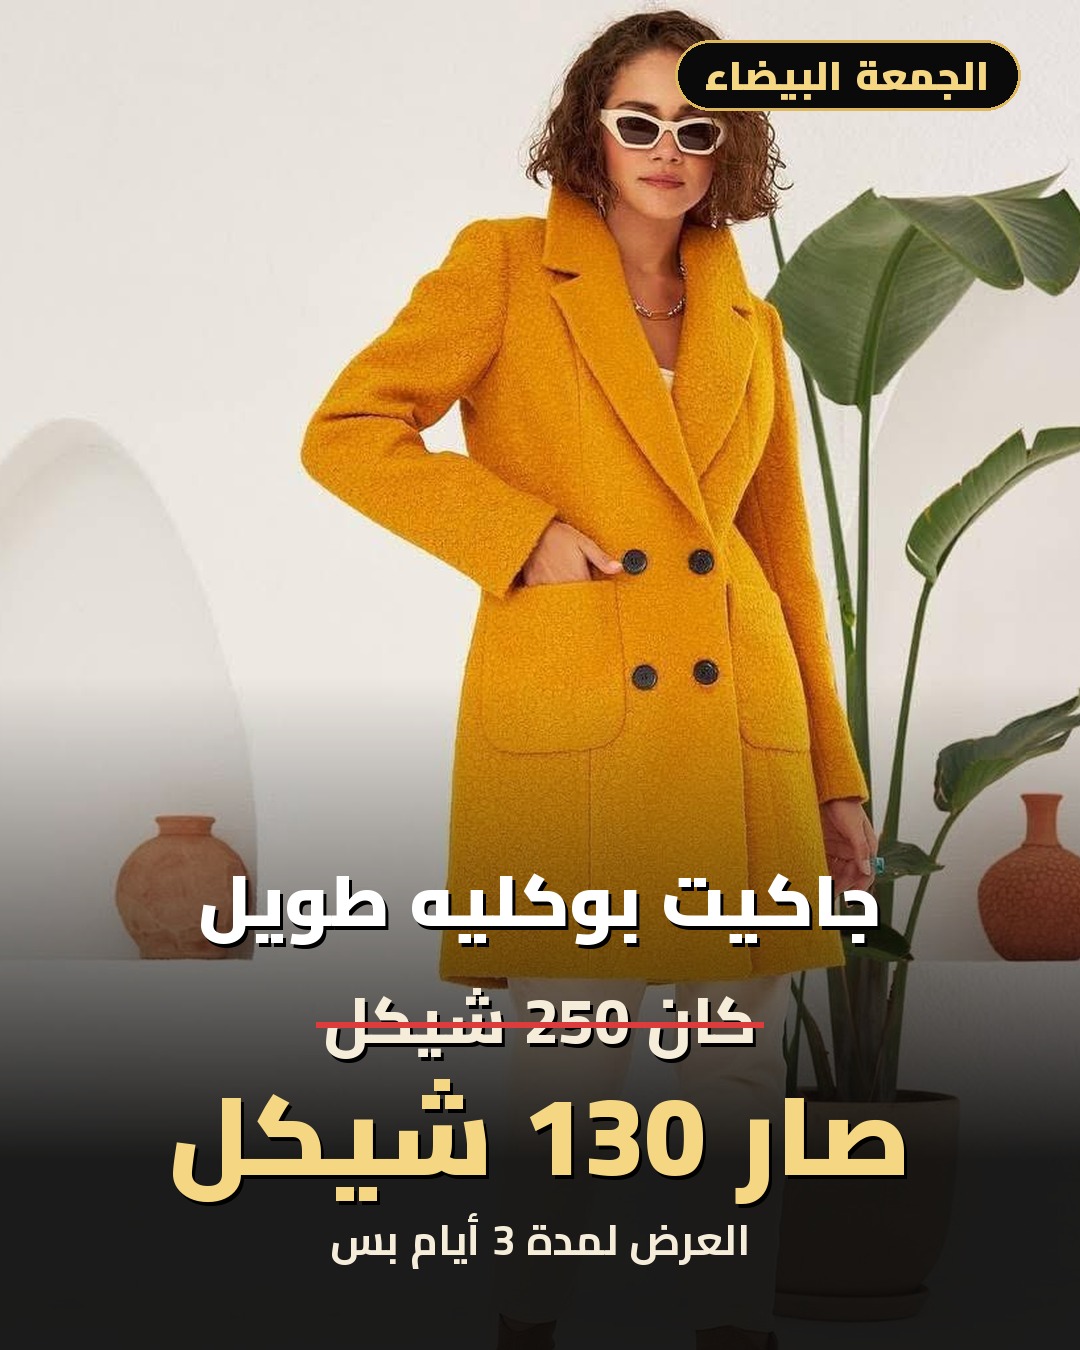 الجمعة البيضاء
جاكيت بوكليه طويل
كان 250 شيكل
صار 130 شيكل
العرض لمدة 3 أيام بس